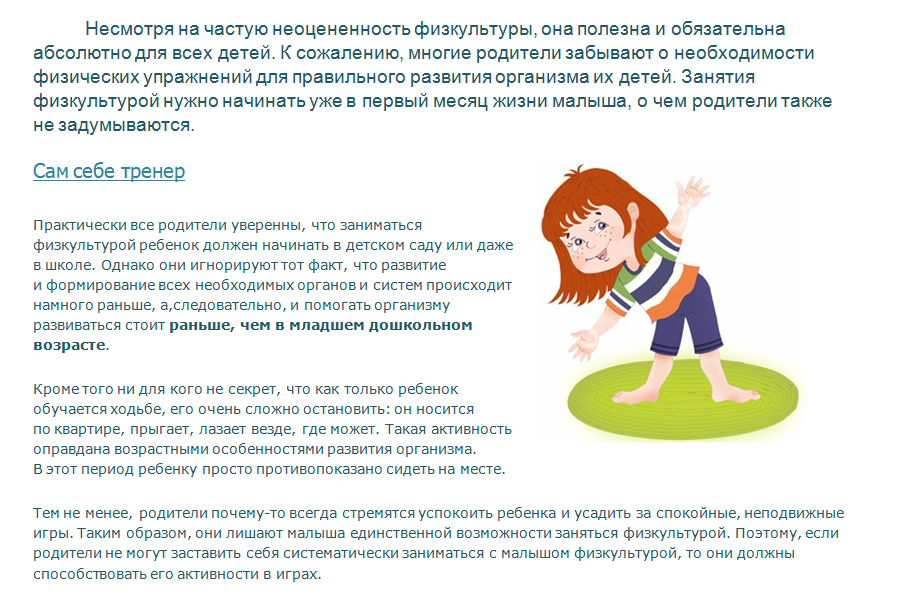 Несмотря на частую неоцененность физкультуры, она полезна и обязательна
абсолютно для всех детей. К сожалению, многие родители забывают о необходимости
физических упражнений для правильного развития организма их детей. Занятия
физкультурой нужно начинать уже в первый месяц жизни малыша, о чем родители также
не задумываются.
Сам себе тренер
Практически все родители уверенны, что заниматься
физкультурой ребенок должен начинать в детском саду или даже
в школе. Однако они игнорируют тот факт, что развитие
и формирование всех необходимых органов и систем происходит
намного раньше, а,следовательно, и помогать организму
развиваться стоит раньше, чем в младшем дошкольном
возрасте.
Кроме того ни для кого не секрет, что как только ребенок
обучается ходьбе, его очень сложно остановить: он носится
по квартире, прыгает, лазает везде, где может. Такая активность
оправдана возрастными особенностями развития организма.
В этот период ребенку просто противопоказано сидеть на месте.
Тем не менее, родители почему-то всегда стремятся успокоить ребенка и усадить за спокойные, неподвижные
игры. Таким образом, они лишают малыша единственной возможности заняться физкультурой. Поэтому, если
родители не могут заставить себя систематически заниматься с малышом физкультурой, то они должны
способствовать его активности в играх.